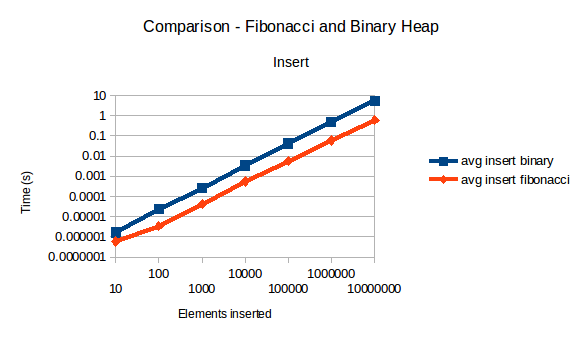 Comparison - Fibonacci and Binary Heap
Insert
10
1
0.1
0.01
0.001
0.0001
0.00001
0.000001
0.0000001
Time (s)
100 10000 1000000
10 1000 100000 10000000
Elements inserted
avg insert binary
avg insert fibonacci